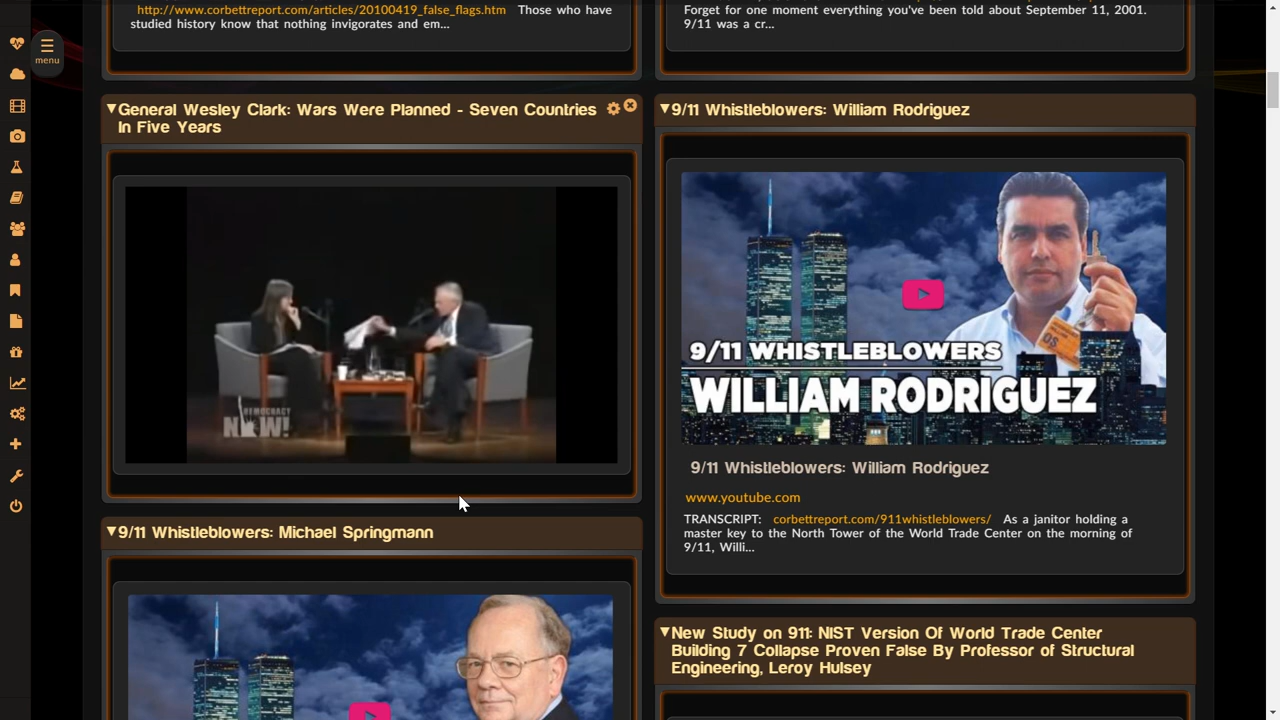 http://www.corbettreport.com/articles/20100419_false_flags.htm Those who have
studied history know that nothing invigorates and em...
Forget for one moment everything you've been told about September 11, 2001.
9/11 was a cr...
menu
General Wesley Clark: Wars Were Planned - Seven Countries
In Five Years
DEMOCRACY
NOW!
9/11 Whistleblowers: William Rodriguez
9/11 WHISTLEBLOWERS
WILLIAM RODRIGUEZ
9/11 Whistleblowers: William Rodriguez
www.youtube.com
TRANSCRIPT: corbettreport.com/911whistleblowers/ As a janitor holding a
master key to the North Tower of the World Trade Center on the morning of
9/11, Willi...
9/11 Whistleblowers: Michael Springmann
New Study on 911: NIST Version Of World Trade Center
Building 7 Collapse Proven False By Professor of Structural
Engineering, Leroy Hulsey